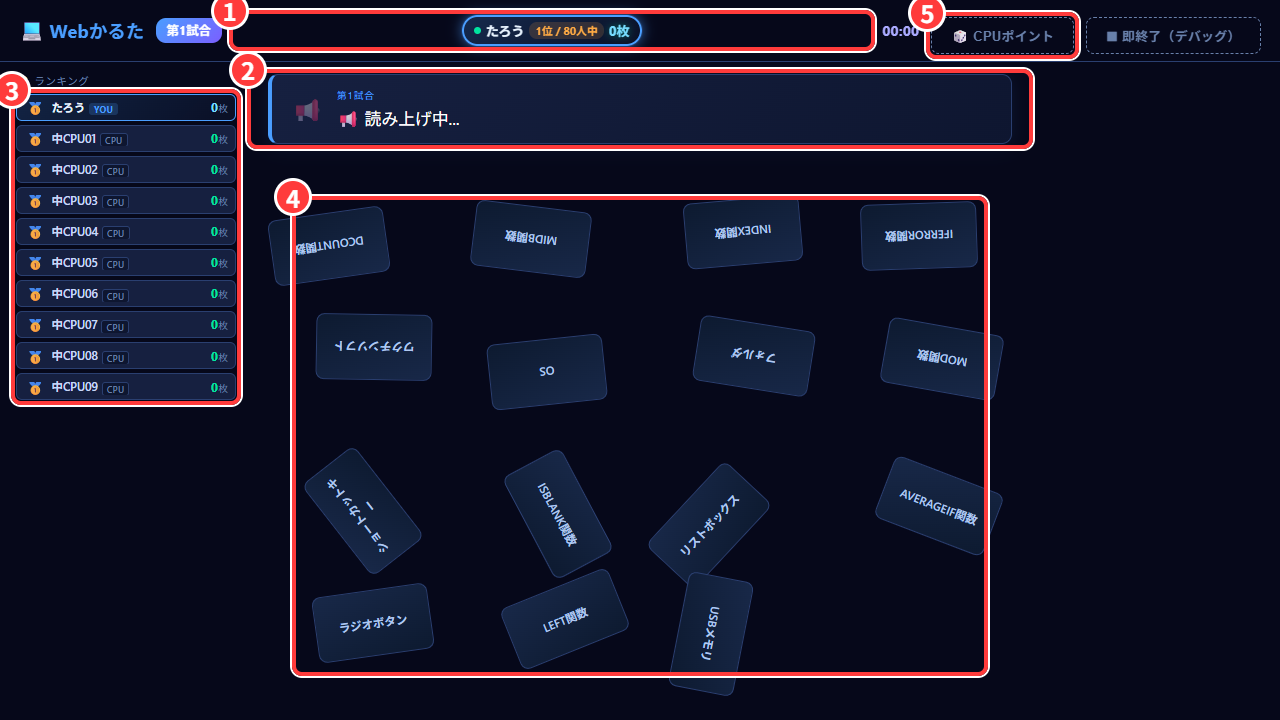 Webかるた
第1試合
1
たろう 1位 / 80人中 0枚
00:00
5
CPUポイント
即終了（デバッグ）
2
第1試合
読み上げ中...
3
ランキング
たろう YOU 0枚
中CPU01 CPU 0枚
中CPU02 CPU 0枚
中CPU03 CPU 0枚
中CPU04 CPU 0枚
中CPU05 CPU 0枚
中CPU06 CPU 0枚
中CPU07 CPU 0枚
中CPU08 CPU 0枚
中CPU09 CPU 0枚
4
DCOUNT関数
MIDB関数
INDEX関数
IFERROR関数
ワクチンソフト
OS
フォルダ
MOD関数
ショートカットキ
ー
ISBLANK関数
リストボックス
AVERAGEIF関数
ラジオボタン
LEFT関数
USBメモリ